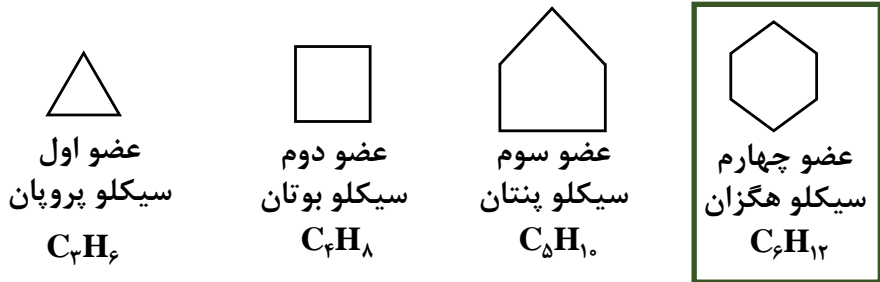 عضو اول
سیکلو پروپان
C₃H₆
عضو دوم
سیکلو بوتان
C₄H₈
عضو سوم
سیکلو پنتان
C₅H₁₀
عضو چهارم
سیکلو هگزان
C₆H₁₂